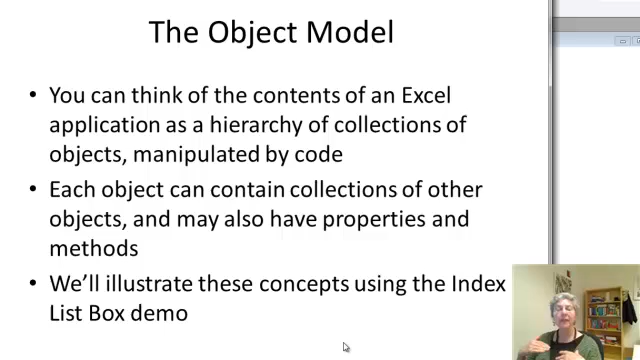 The Object Model
• You can think of the contents of an Excel
application as a hierarchy of collections of
objects, manipulated by code
• Each object can contain collections of other
objects, and may also have properties and
methods
• We'll illustrate these concepts using the Index
List Box demo